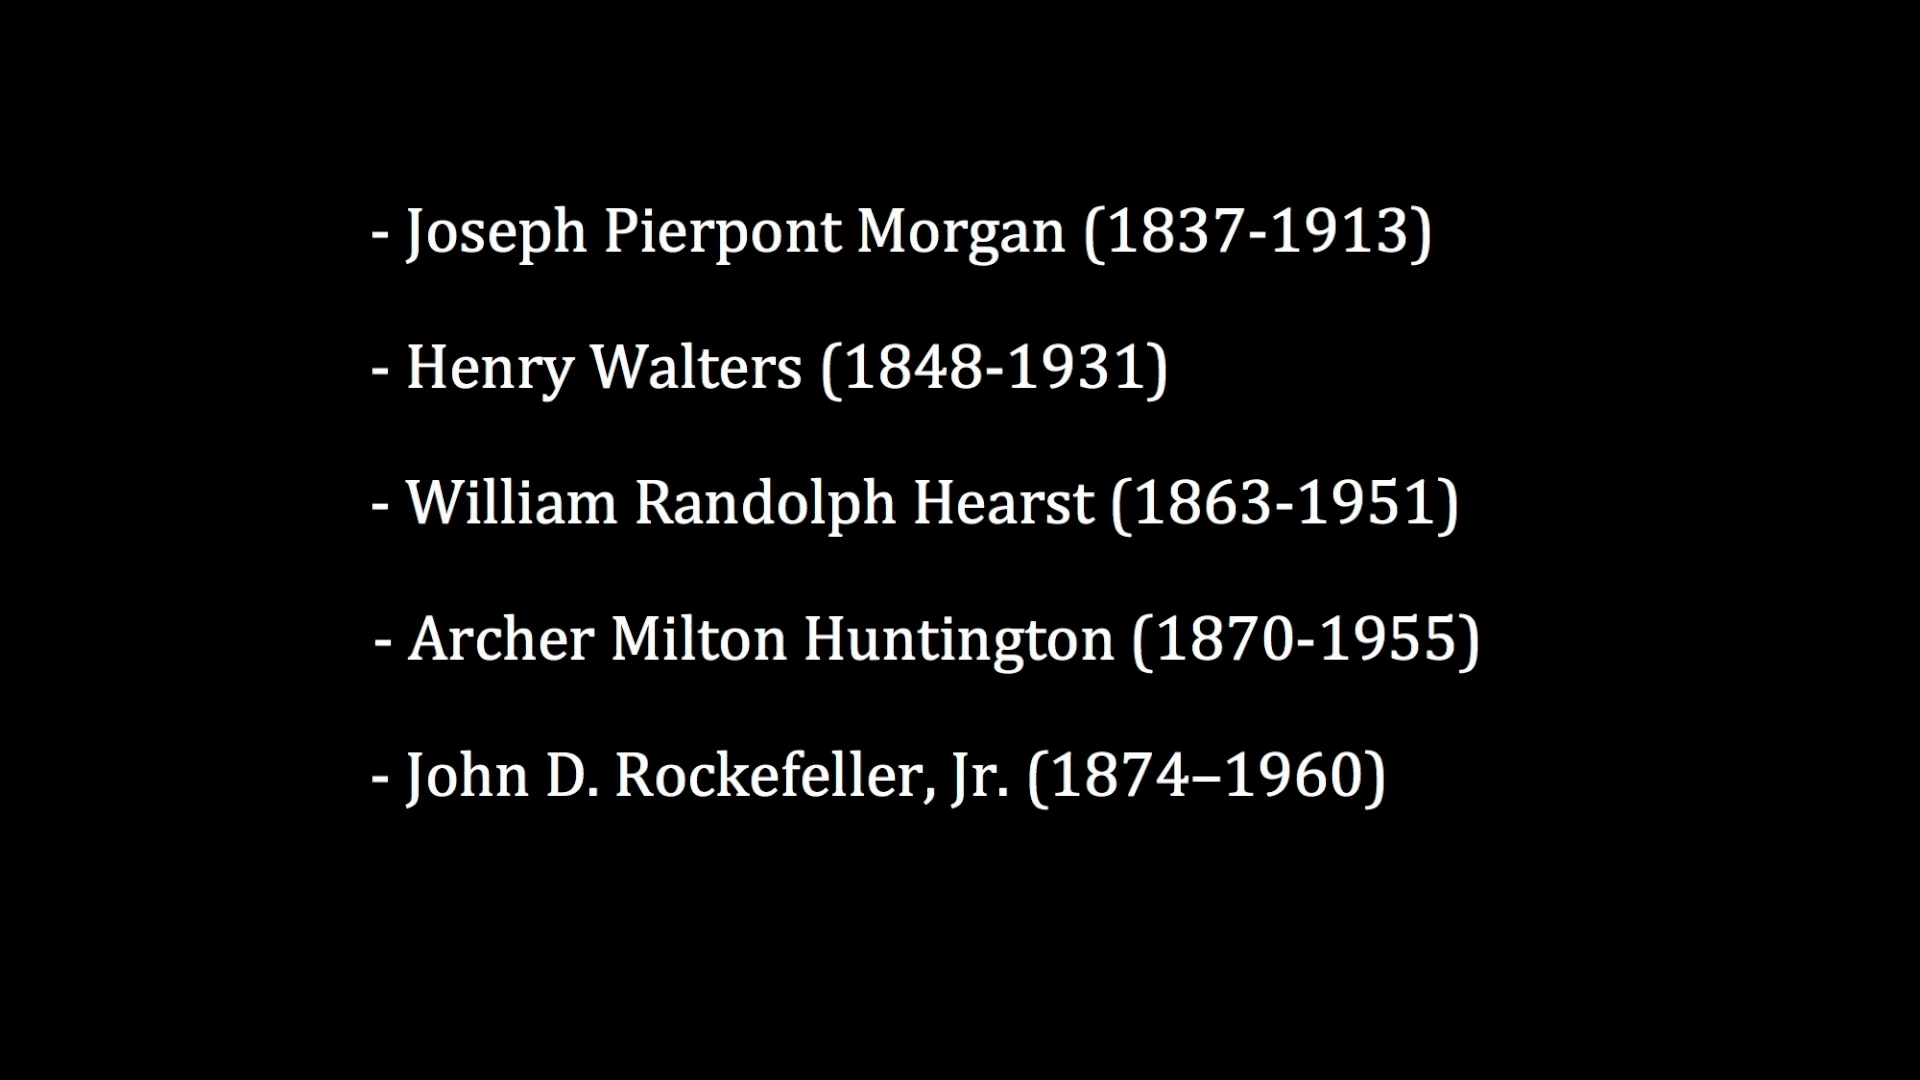 - Joseph Pierpont Morgan (1837-1913)
- Henry Walters (1848-1931)
- William Randolph Hearst (1863-1951)
- Archer Milton Huntington (1870-1955)
- John D. Rockefeller, Jr. (1874–1960)